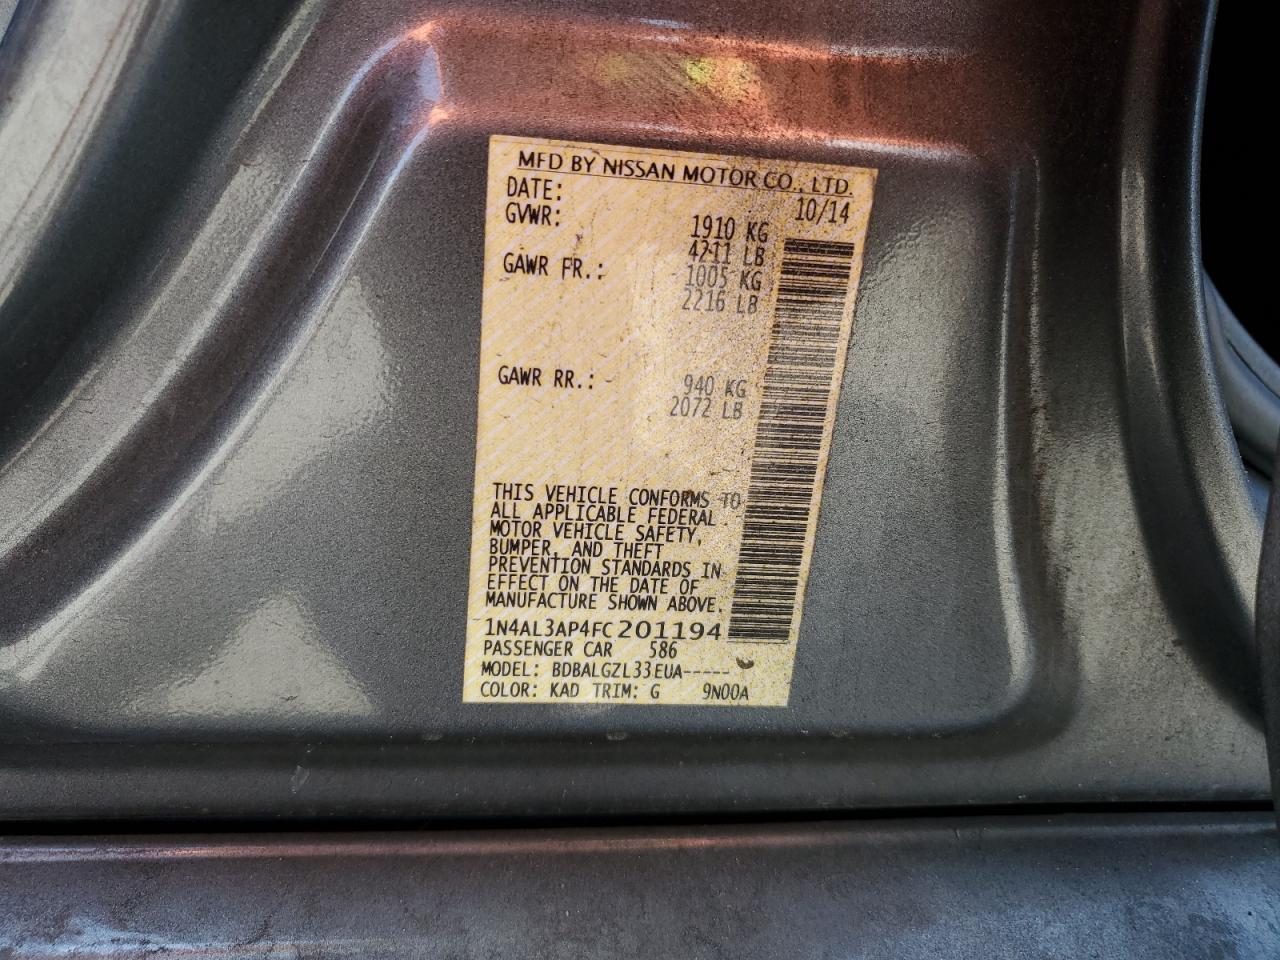 MFD BY NISSAN MOTOR CO., LTD.
DATE: 10/14
GVWR: 1910 KG
4211 LB
GAWR FR.: 1005 KG
2216 LB
GAWR RR.: 940 KG
2072 LB
THIS VEHICLE CONFORMS TO
ALL APPLICABLE FEDERAL
MOTOR VEHICLE SAFETY,
BUMPER, AND THEFT
PREVENTION STANDARDS IN
EFFECT ON THE DATE OF
MANUFACTURE SHOWN ABOVE.
1N4AL3AP4FC201194
PASSENGER CAR 586
MODEL: BDBALGZL33EUA-----
COLOR: KAD TRIM: G 9N00A